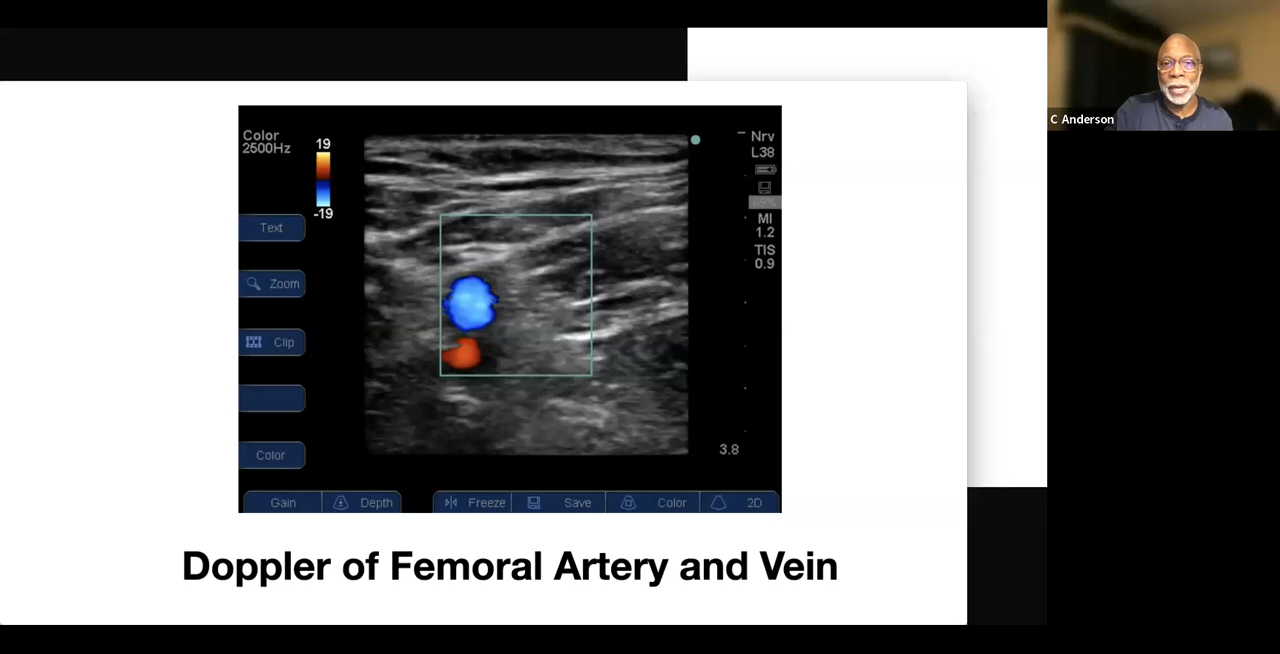 C Anderson
Color
2500Hz
19
-19
Nrv
L38
MI
1.2
TIS
0.9
Text
Zoom
Clip
Color
3.8
Gain
Depth
Freeze
Save
Color
2D
Doppler of Femoral Artery and Vein